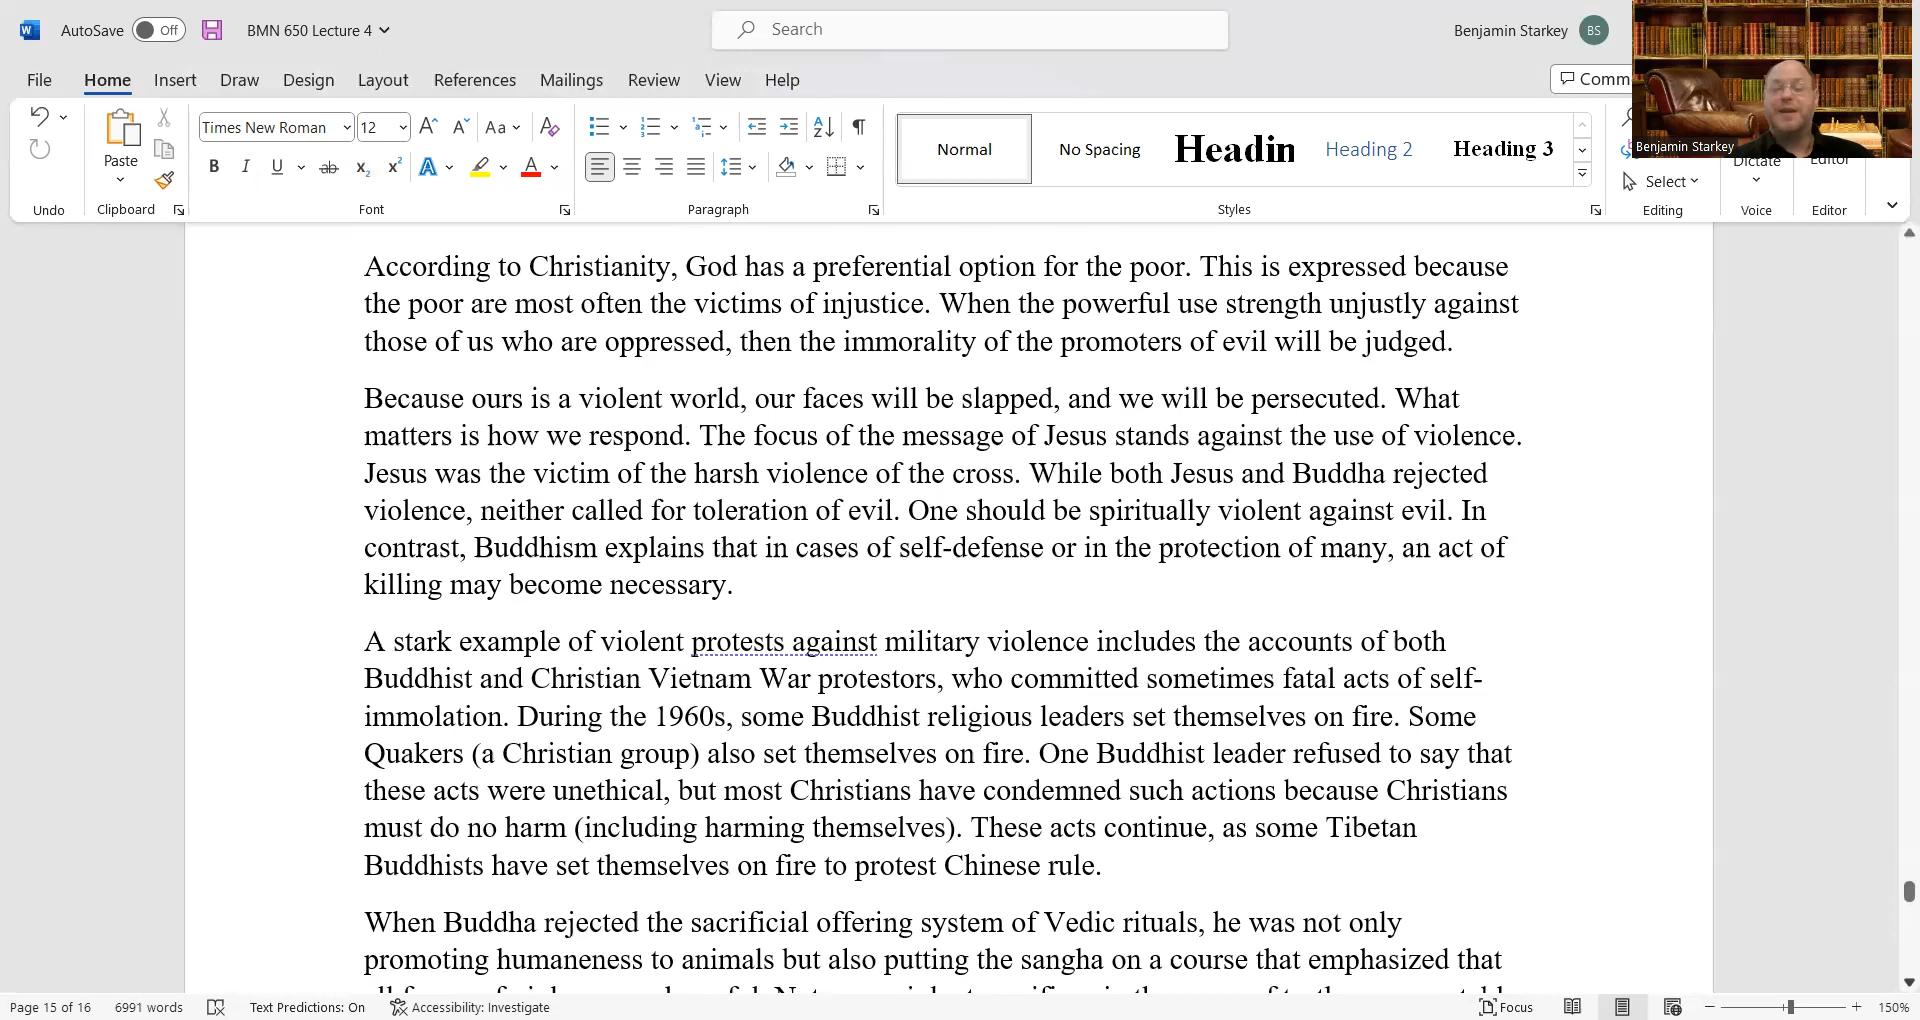 AutoSave Off BMN 650 Lecture 4 Search Benjamin Starkey BS
File Home Insert Draw Design Layout References Mailings Review View Help Comm
Times New Roman 12 Aa
Paste
B I U ab x2 x2 A A
Undo Clipboard Font Paragraph
Normal No Spacing Headin Heading 2 Heading 3
Styles
Benjamin Starkey
Select Dictate Editor
Editing Voice Editor
According to Christianity, God has a preferential option for the poor. This is expressed because
the poor are most often the victims of injustice. When the powerful use strength unjustly against
those of us who are oppressed, then the immorality of the promoters of evil will be judged.
Because ours is a violent world, our faces will be slapped, and we will be persecuted. What
matters is how we respond. The focus of the message of Jesus stands against the use of violence.
Jesus was the victim of the harsh violence of the cross. While both Jesus and Buddha rejected
violence, neither called for toleration of evil. One should be spiritually violent against evil. In
contrast, Buddhism explains that in cases of self-defense or in the protection of many, an act of
killing may become necessary.
A stark example of violent protests against military violence includes the accounts of both
Buddhist and Christian Vietnam War protestors, who committed sometimes fatal acts of self-
immolation. During the 1960s, some Buddhist religious leaders set themselves on fire. Some
Quakers (a Christian group) also set themselves on fire. One Buddhist leader refused to say that
these acts were unethical, but most Christians have condemned such actions because Christians
must do no harm (including harming themselves). These acts continue, as some Tibetan
Buddhists have set themselves on fire to protest Chinese rule.
When Buddha rejected the sacrificial offering system of Vedic rituals, he was not only
promoting humaneness to animals but also putting the sangha on a course that emphasized that
Page 15 of 16 6991 words Text Predictions: On Accessibility: Investigate Focus 150%